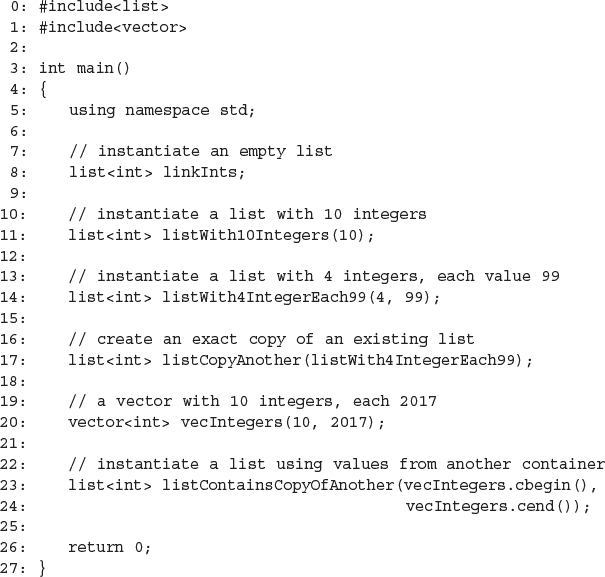 0: #include<list>
1: #include<vector>
2:
3: int main()
4: {
5:    using namespace std;
6:
7:    // instantiate an empty list
8:    list<int> linkInts;
9:
10:    // instantiate a list with 10 integers
11:    list<int> listWith10Integers(10);
12:
13:    // instantiate a list with 4 integers, each value 99
14:    list<int> listWith4IntegerEach99(4, 99);
15:
16:    // create an exact copy of an existing list
17:    list<int> listCopyAnother(listWith4IntegerEach99);
18:
19:    // a vector with 10 integers, each 2017
20:    vector<int> vecIntegers(10, 2017);
21:
22:    // instantiate a list using values from another container
23:    list<int> listContainsCopyOfAnother(vecIntegers.cbegin(),
24:                                        vecIntegers.cend());
25:
26:    return 0;
27: }